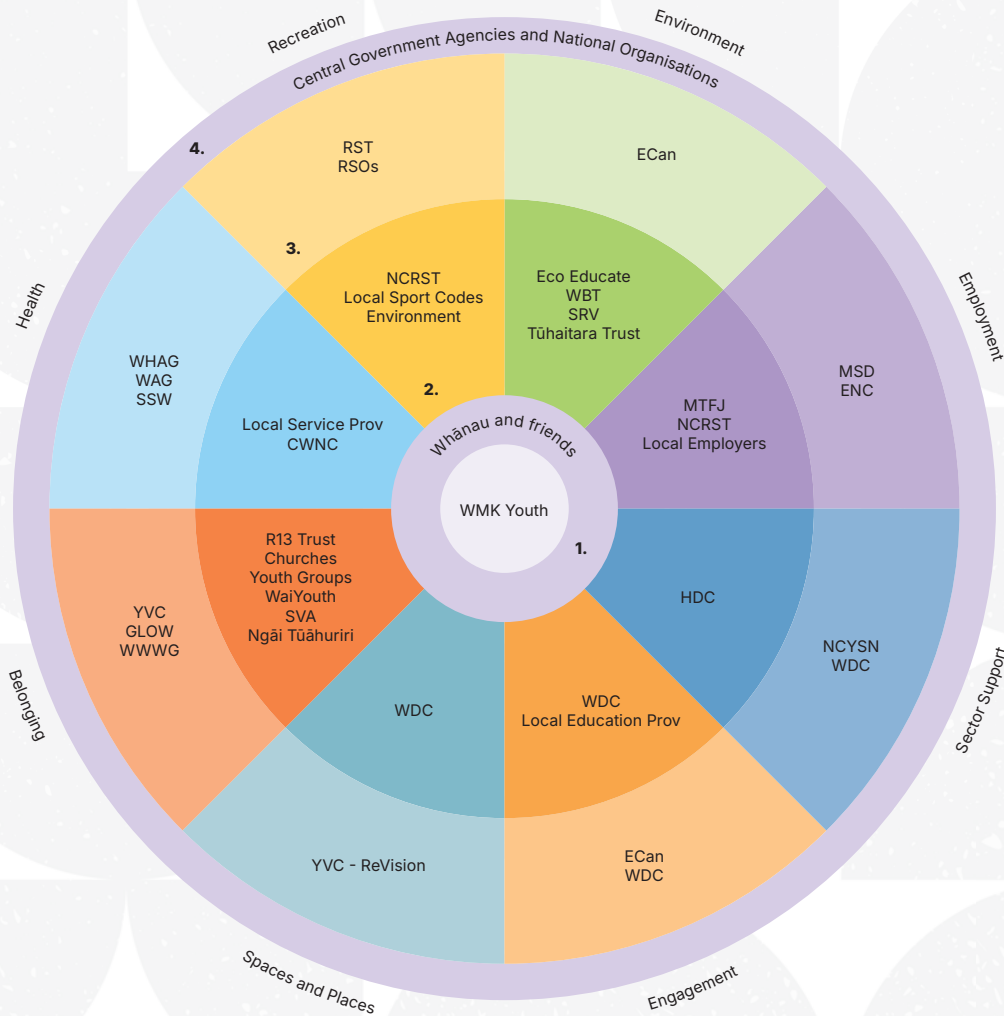 Recreation
Environment
Central Government Agencies and National Organisations
4.
RST
RSOs
ECan
3.
NCRST
Local Sport Codes
Environment
Eco Educate
WBT
SRV
Tūhaitara Trust
Health
Employment
WHAG
WAG
SSW
Local Service Prov
CWNC
2.
MTFJ
NCRST
Local Employers
MSD
ENC
Whānau and friends
WMK Youth
1.
R13 Trust
Churches
Youth Groups
WaiYouth
SVA
Ngāi Tūāhuriri
YVC
GLOW
WWWG
HDC
NCYSN
WDC
Belonging
Sector Support
WDC
WDC
Local Education Prov
YVC - ReVision
ECan
WDC
Spaces and Places
Engagement